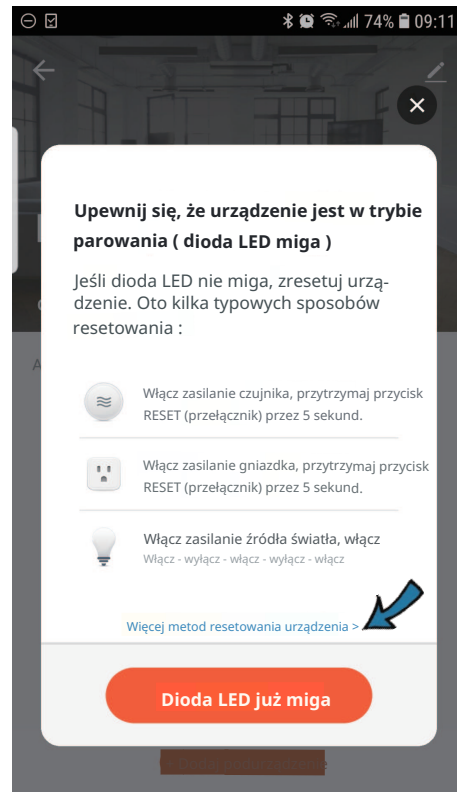 74% 09:11
Upewnij się, że urządzenie jest w trybie
parowania ( dioda LED miga )
Jeśli dioda LED nie miga, zresetuj urzą-
dzenie. Oto kilka typowych sposobów
resetowania :
Włącz zasilanie czujnika, przytrzymaj przycisk
RESET (przełącznik) przez 5 sekund.
Włącz zasilanie gniazdka, przytrzymaj przycisk
RESET (przełącznik) przez 5 sekund.
Włącz zasilanie źródła światła, włącz
Włącz - wyłącz - włącz - wyłącz - włącz
Więcej metod resetowania urządzenia >
Dioda LED już miga